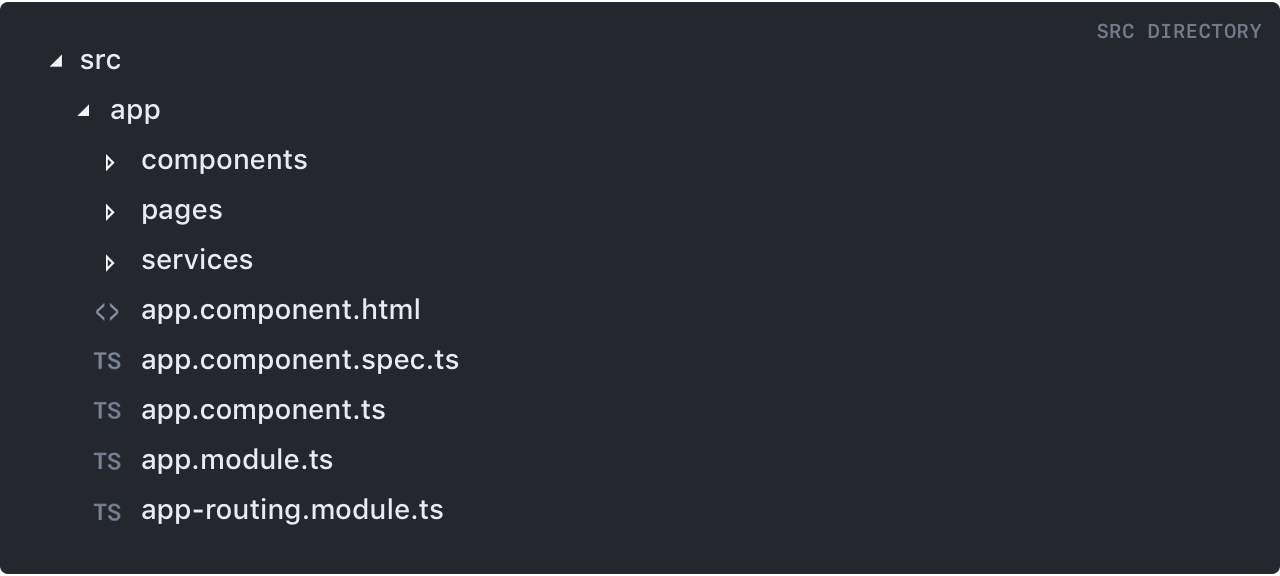 SRC DIRECTORY
src
app
components
pages
services
<> app.component.html
TS app.component.spec.ts
TS app.component.ts
TS app.module.ts
TS app-routing.module.ts